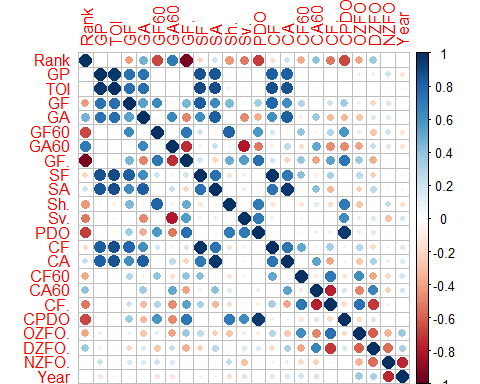 Rank GP TOI GF GA GF60 GA60 GF. SF SA Sh. Sv. PDO CF CA CF60 CA60 CF. CPDO OZFO. DZFO. NZFO. Year
Rank
GP
TOI
GF
GA
GF60
GA60
GF.
SF
SA
Sh.
Sv.
PDO
CF
CA
CF60
CA60
CF.
CPDO
OZFO.
DZFO.
NZFO.
Year
1
0.8
0.6
0.4
0.2
0
-0.2
-0.4
-0.6
-0.8
-1